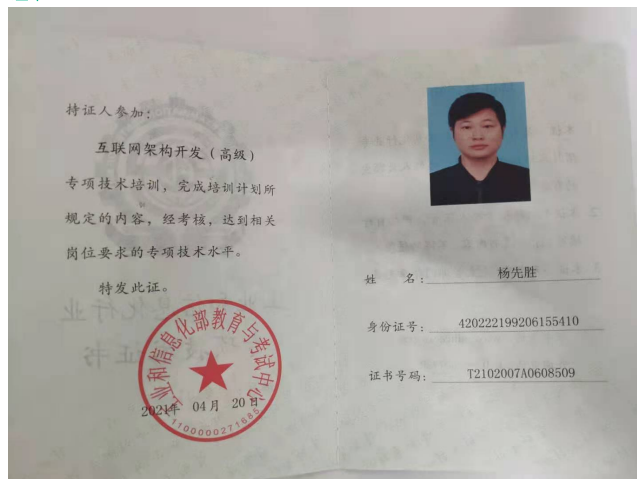 持证人参加:
互联网架构开发(高级)
专项技术培训,完成培训计划所
规定的内容,经考核,达到相关
岗位要求的专项技术水平。
特发此证。
工业和信息化部教育与考试中心
2021年 04月 20日
1100000271688
姓 名: 杨先胜
身份证号: 420222199206155410
证书号码: T2102007A0608509